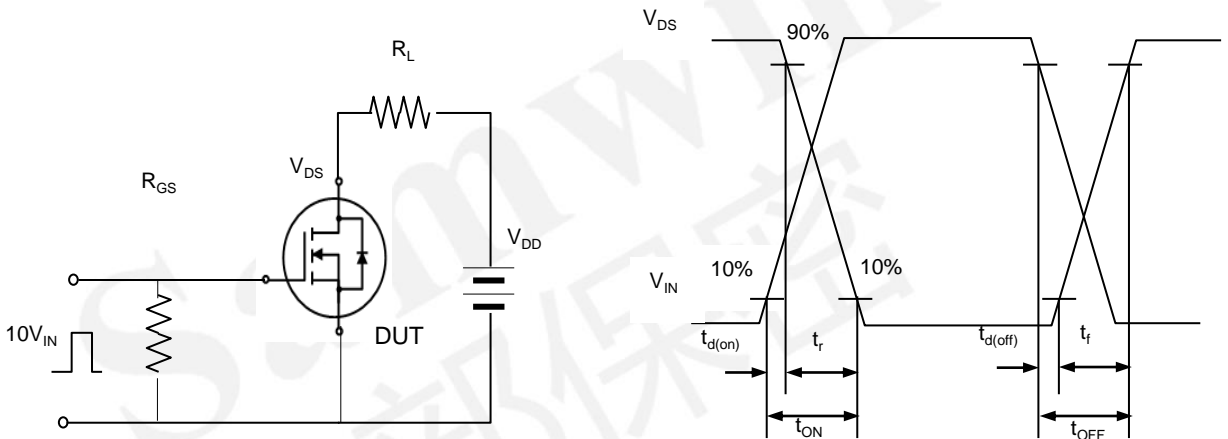 R_L
V_DS
R_GS
V_DD
10V_IN
DUT
V_DS
90%
V_IN
10%
10%
t_d(on)
t_r
t_d(off)
t_f
t_ON
t_OFF